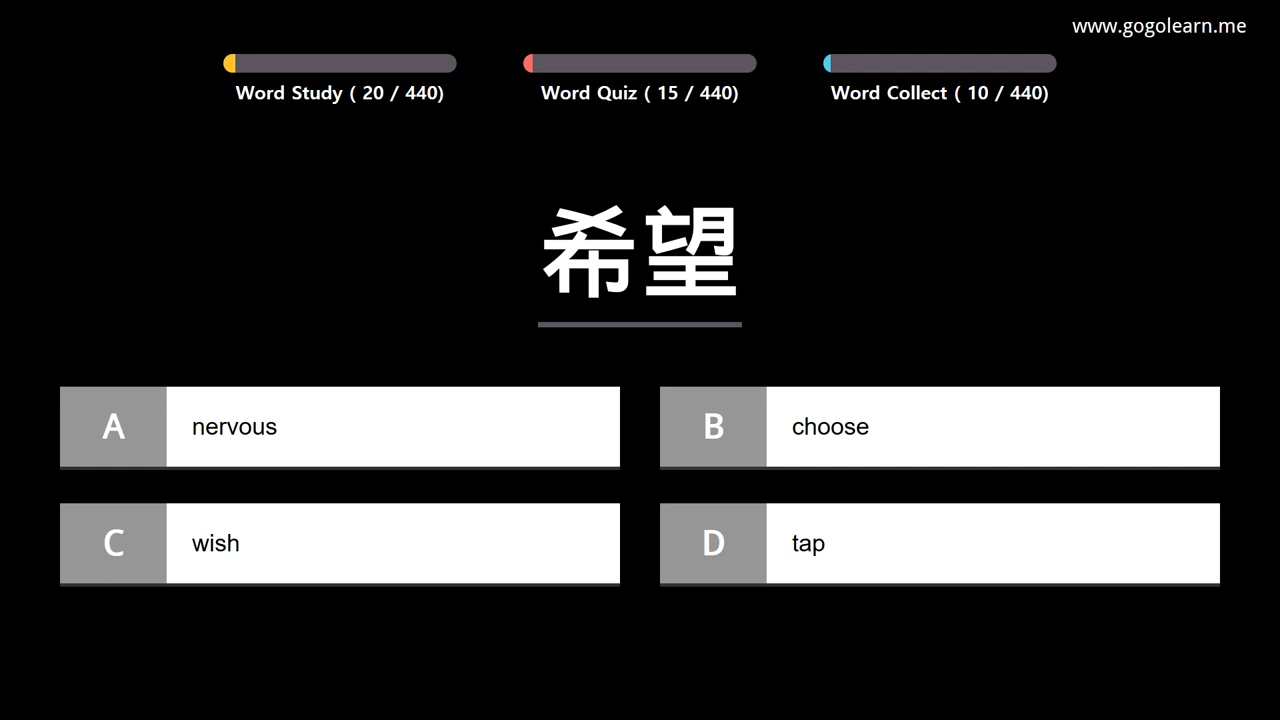 www.gogolearn.me
Word Study ( 20 / 440)
Word Quiz ( 15 / 440)
Word Collect ( 10 / 440)
希望
A nervous
B choose
C wish
D tap